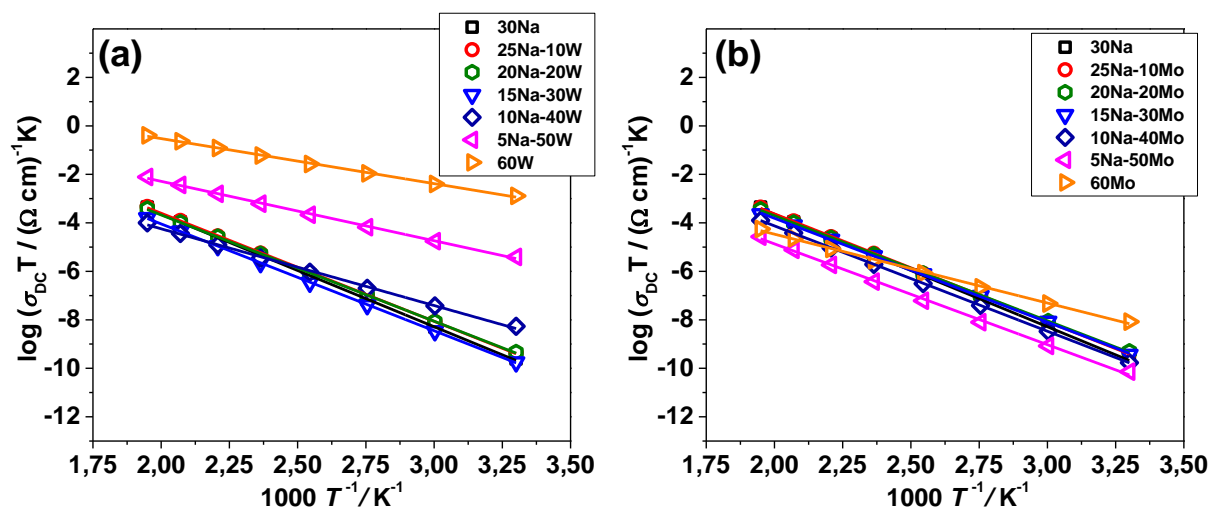 (a)
30Na
25Na-10W
20Na-20W
15Na-30W
10Na-40W
5Na-50W
60W
2
0
-2
-4
-6
-8
-10
-12
log (σDC T / (Ω cm)⁻¹K)
1,75 2,00 2,25 2,50 2,75 3,00 3,25 3,50
1000 T⁻¹/ K⁻¹
(b)
30Na
25Na-10Mo
20Na-20Mo
15Na-30Mo
10Na-40Mo
5Na-50Mo
60Mo
2
0
-2
-4
-6
-8
-10
-12
log (σDC T / (Ω cm)⁻¹K)
1,75 2,00 2,25 2,50 2,75 3,00 3,25 3,50
1000 T⁻¹/ K⁻¹